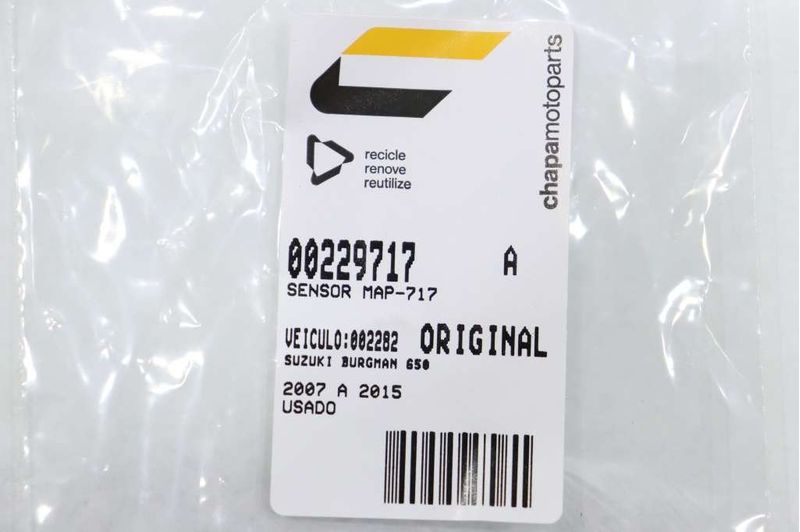 chapamotoparts
recicle
renove
reutilize
00229717 A
SENSOR MAP-717
VEICULO:002282 ORIGINAL
SUZUKI BURGMAN 650
2007 A 2015
USADO